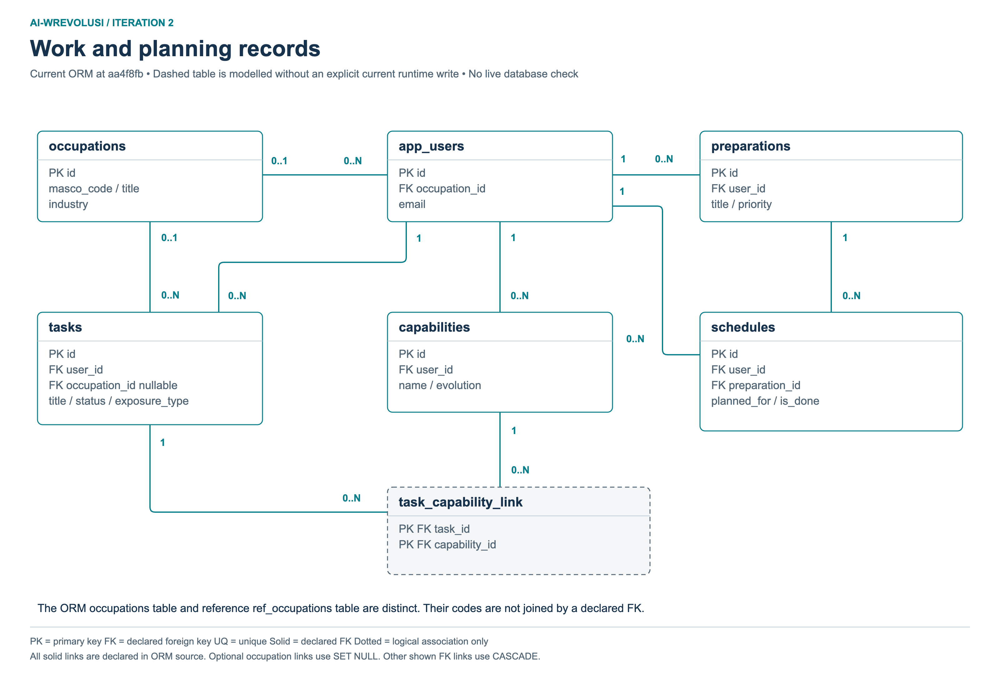 AI-WREVOLUSI / ITERATION 2
Work and planning records
Current ORM at aa4f8fb • Dashed table is modelled without an explicit current runtime write • No live database check
occupations
PK id
masco_code / title
industry
0..1
0..N
app_users
PK id
FK occupation_id
email
1
0..N
1
preparations
PK id
FK user_id
title / priority
0..1
0..N
1
0..N
1
0..N
1
0..N
0..N
tasks
PK id
FK user_id
FK occupation_id nullable
title / status / exposure_type
capabilities
PK id
FK user_id
name / evolution
schedules
PK id
FK user_id
FK preparation_id
planned_for / is_done
1
0..N
1
0..N
task_capability_link
PK FK task_id
PK FK capability_id
The ORM occupations table and reference ref_occupations table are distinct. Their codes are not joined by a declared FK.
PK = primary key FK = declared foreign key UQ = unique Solid = declared FK Dotted = logical association only
All solid links are declared in ORM source. Optional occupation links use SET NULL. Other shown FK links use CASCADE.